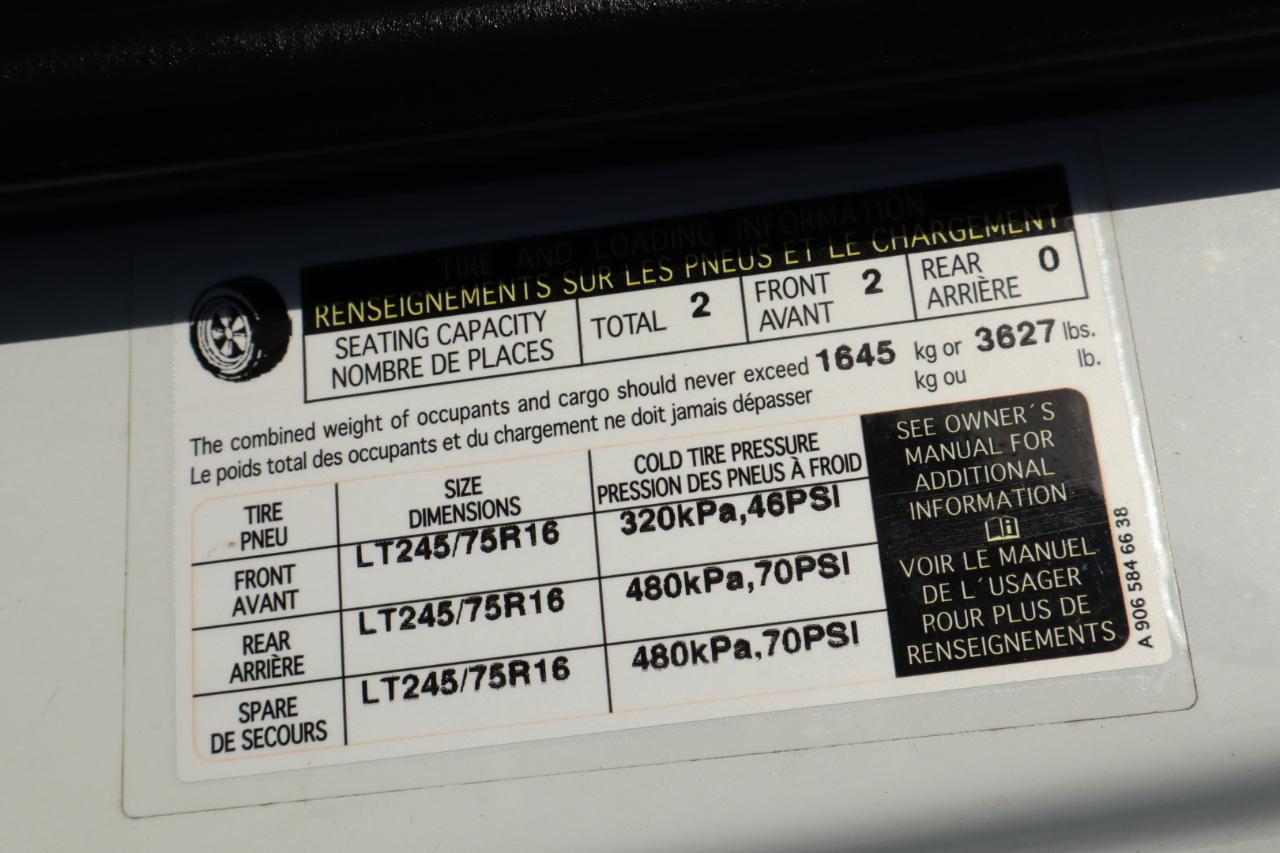 TIRE AND LOADING INFORMATION
RENSEIGNEMENTS SUR LES PNEUS ET LE CHARGEMENT
SEATING CAPACITY
NOMBRE DE PLACES
TOTAL 2
FRONT
AVANT
2
REAR
ARRIÈRE
0
The combined weight of occupants and cargo should never exceed 1645 kg or 3627 lbs.
Le poids total des occupants et du chargement ne doit jamais dépasser kg ou lb.
TIRE
PNEU
SIZE
DIMENSIONS
COLD TIRE PRESSURE
PRESSION DES PNEUS À FROID
FRONT
AVANT
LT245/75R16
320kPa,46PSI
REAR
ARRIÈRE
LT245/75R16
480kPa,70PSI
SPARE
DE SECOURS
LT245/75R16
480kPa,70PSI
SEE OWNER´S
MANUAL FOR
ADDITIONAL
INFORMATION
VOIR LE MANUEL
DE L´USAGER
POUR PLUS DE
RENSEIGNEMENTS
A 906 584 66 38